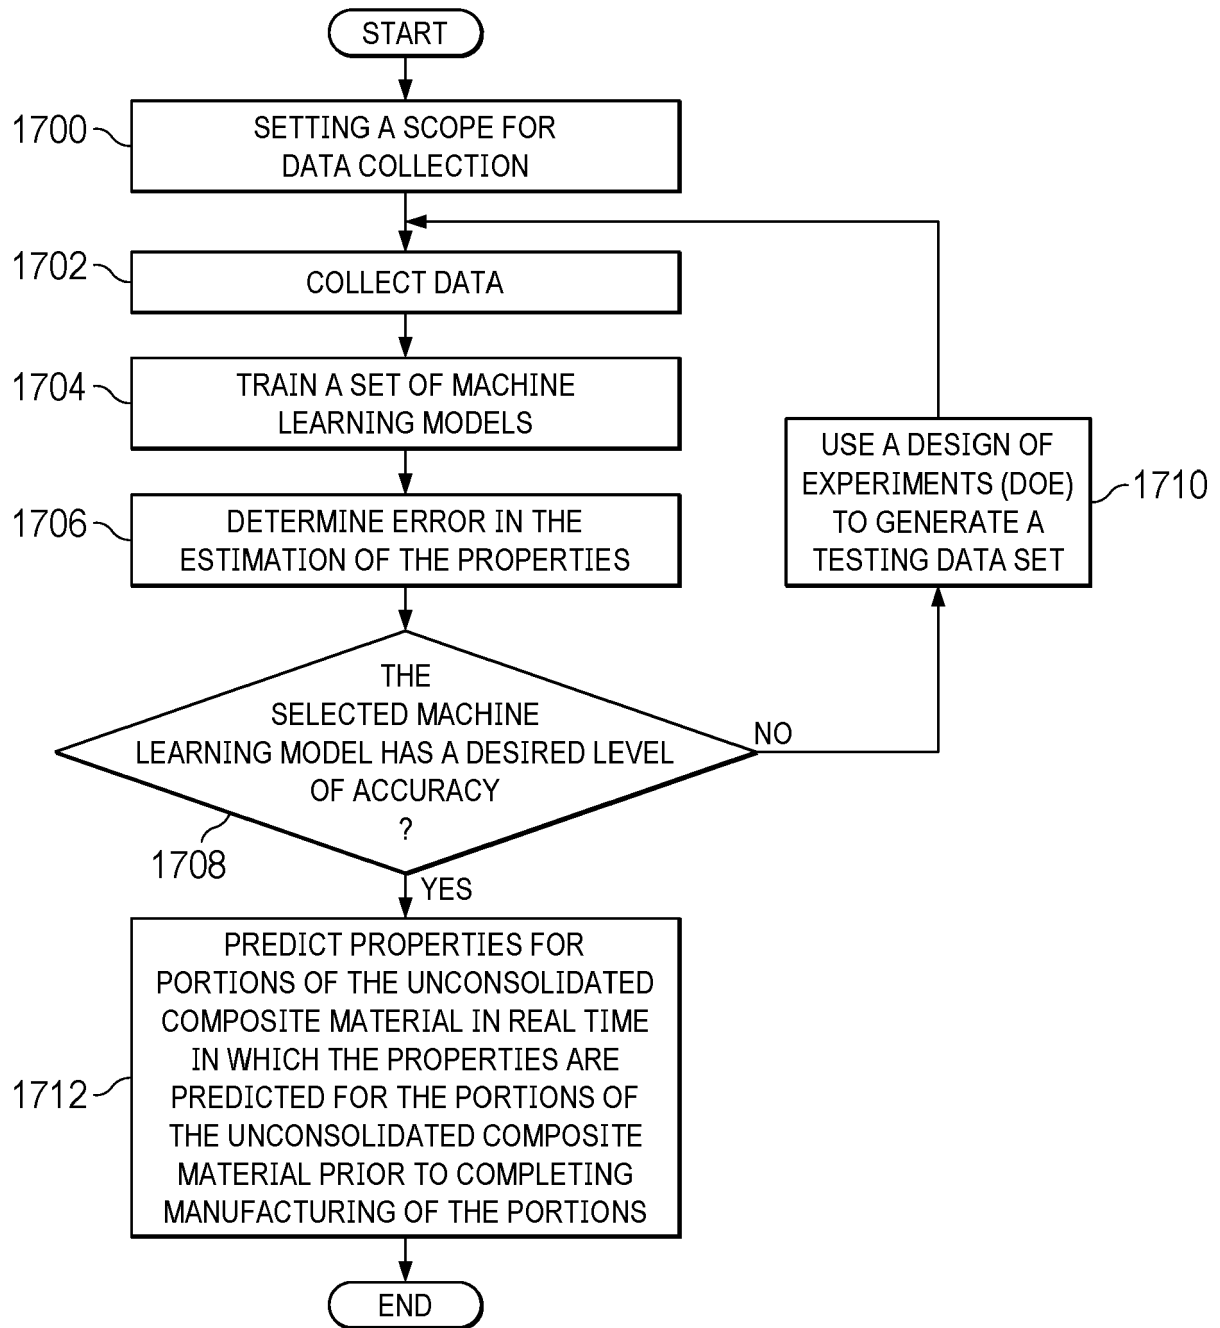 START
1700
SETTING A SCOPE FOR
DATA COLLECTION
1702
COLLECT DATA
1704
TRAIN A SET OF MACHINE
LEARNING MODELS
1706
DETERMINE ERROR IN THE
ESTIMATION OF THE PROPERTIES
THE
SELECTED MACHINE
LEARNING MODEL HAS A DESIRED LEVEL
OF ACCURACY
?
1708
NO
USE A DESIGN OF
EXPERIMENTS (DOE)
TO GENERATE A
TESTING DATA SET
1710
YES
1712
PREDICT PROPERTIES FOR
PORTIONS OF THE UNCONSOLIDATED
COMPOSITE MATERIAL IN REAL TIME
IN WHICH THE PROPERTIES ARE
PREDICTED FOR THE PORTIONS OF
THE UNCONSOLIDATED COMPOSITE
MATERIAL PRIOR TO COMPLETING
MANUFACTURING OF THE PORTIONS
END